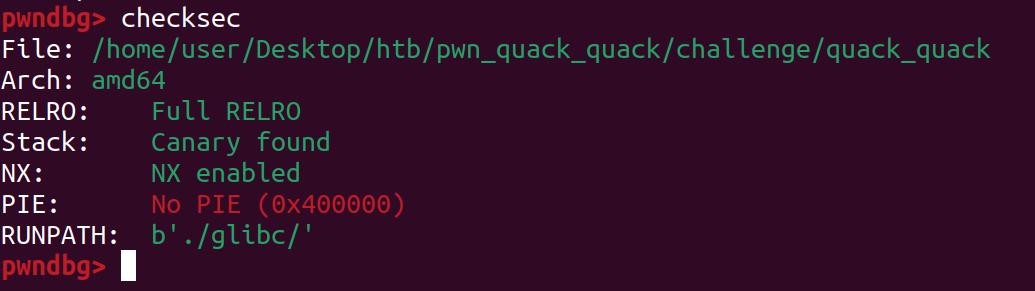 pwndbg> checksec
File: /home/user/Desktop/htb/pwn_quack_quack/challenge/quack_quack
Arch: amd64
RELRO: Full RELRO
Stack: Canary found
NX: NX enabled
PIE: No PIE (0x400000)
RUNPATH: b'./glibc/'
pwndbg>